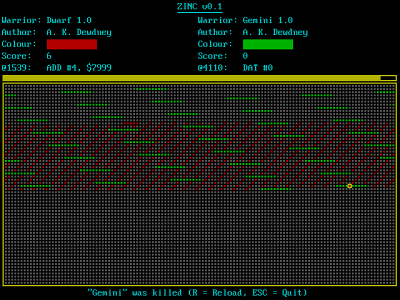 ZINC v0.1
Warrior: Dwarf 1.0 Warrior: Gemini 1.0
Author: A. K. Dewdney Author: A. K. Dewdney
Colour: Colour:
Score: 6 Score: 0
@1539: ADD #4, $7999 @4110: DAT #0
"Gemini" was killed (R = Reload, ESC = Quit)